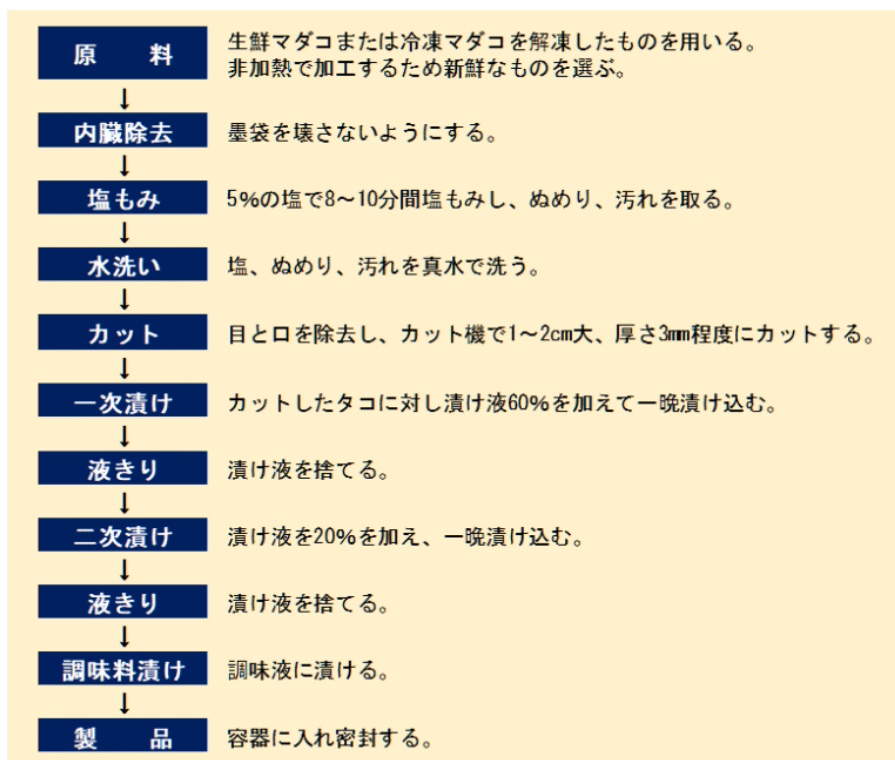 原　料
生鮮マダコまたは冷凍マダコを解凍したものを用いる。
非加熱で加工するため新鮮なものを選ぶ。
↓
内臓除去
墨袋を壊さないようにする。
↓
塩もみ
5%の塩で8～10分間塩もみし、ぬめり、汚れを取る。
↓
水洗い
塩、ぬめり、汚れを真水で洗う。
↓
カット
目と口を除去し、カット機で1～2cm大、厚さ3㎜程度にカットする。
↓
一次漬け
カットしたタコに対し漬け液60%を加えて一晩漬け込む。
↓
液きり
漬け液を捨てる。
↓
二次漬け
漬け液を20%を加え、一晩漬け込む。
↓
液きり
漬け液を捨てる。
↓
調味料漬け
調味液に漬ける。
↓
製　品
容器に入れ密封する。